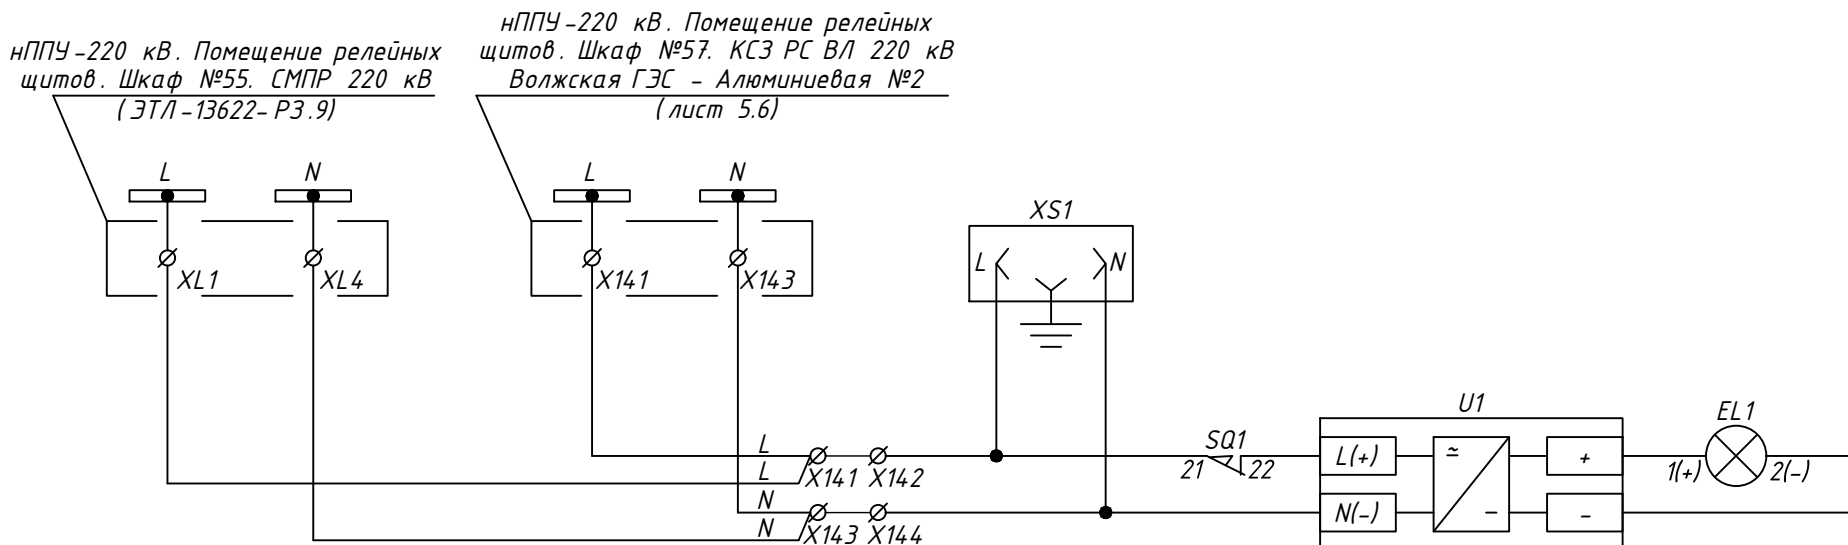 нППУ-220 кВ. Помещение релейных
щитов. Шкаф №55. СМПР 220 кВ
(ЭТЛ-13622-РЗ.9)
нППУ-220 кВ. Помещение релейных
щитов. Шкаф №57. КСЗ РС ВЛ 220 кВ
Волжская ГЭС - Алюминиевая №2
(лист 5.6)
L N L N
XS1
L N
XL1 XL4 X141 X143
U1 EL1
L SQ1 L(+) ≃ +
L X141 X142 21 22 1(+) 2(-)
N N(-) - -
N X143 X144